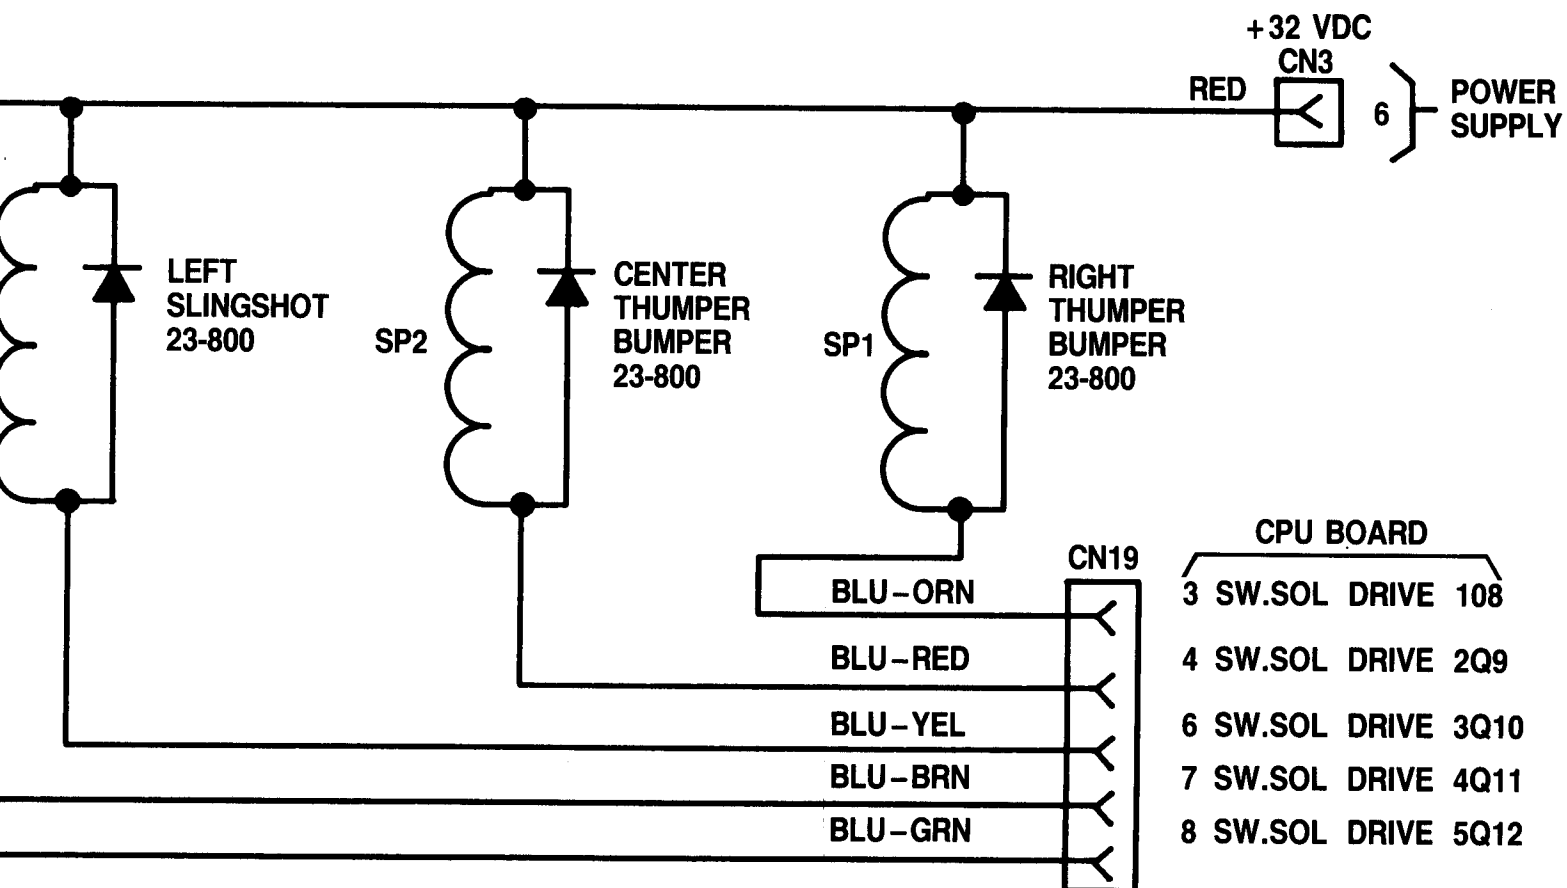 +32 VDC
CN3
RED
6
POWER
SUPPLY
LEFT
SLINGSHOT
23-800
SP2
CENTER
THUMPER
BUMPER
23-800
SP1
RIGHT
THUMPER
BUMPER
23-800
CPU BOARD
CN19
BLU-ORN
3 SW.SOL DRIVE 1O8
BLU-RED
4 SW.SOL DRIVE 2Q9
BLU-YEL
6 SW.SOL DRIVE 3Q10
BLU-BRN
7 SW.SOL DRIVE 4Q11
BLU-GRN
8 SW.SOL DRIVE 5Q12